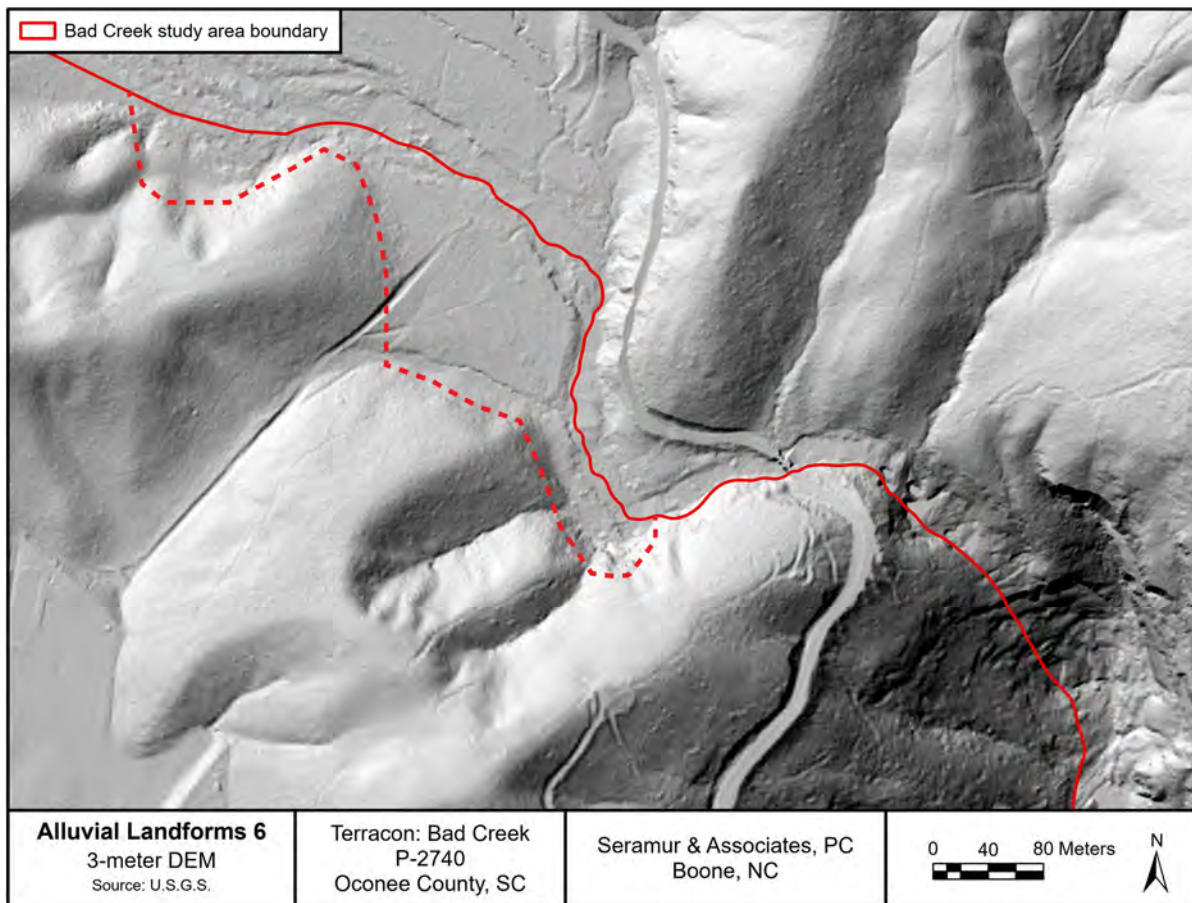 Bad Creek study area boundary
Alluvial Landforms 6
3-meter DEM
Source: U.S.G.S.
Terracon: Bad Creek
P-2740
Oconee County, SC
Seramur & Associates, PC
Boone, NC
0 40 80 Meters
N